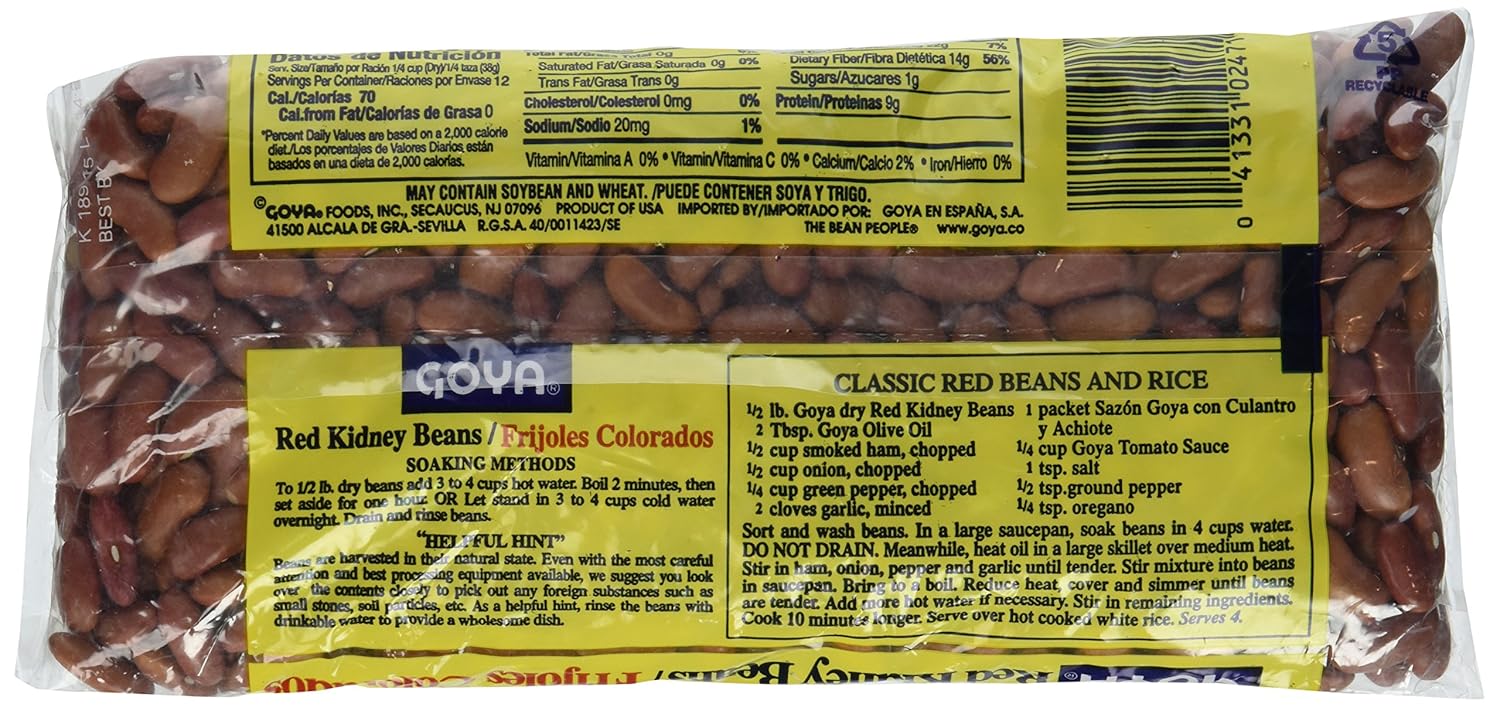 Datos de Nutrición
Serv. Size/Tamaño por Ración 1/4 cup (Dry)/1/4 taza (38g)
Servings Per Container/Raciones por Envase 12
Cal./Calorías 70
Cal.from Fat/Calorías de Grasa 0
*Percent Daily Values are based on a 2,000 calorie
diet./Los porcentajes de Valores Diarios están
basados en una dieta de 2,000 calorías.
Total Fat/Grasa Total 0g 0%
Saturated Fat/Grasa Saturada 0g 0%
Trans Fat/Grasa Trans 0g
Cholesterol/Colesterol 0mg 0%
Sodium/Sodio 20mg 1%
22g 7%
Dietary Fiber/Fibra Dietética 14g 56%
Sugars/Azucares 1g
Protein/Proteinas 9g
Vitamin/Vitamina A 0% • Vitamin/Vitamina C 0% • Calcium/Calcio 2% • Iron/Hierro 0%
MAY CONTAIN SOYBEAN AND WHEAT. /PUEDE CONTENER SOYA Y TRIGO.
©GOYA® FOODS, INC., SECAUCUS, NJ 07096 PRODUCT OF USA IMPORTED BY/IMPORTADO POR: GOYA EN ESPAÑA, S.A.
41500 ALCALA DE GRA.-SEVILLA R.G.S.A. 40/0011423/SE THE BEAN PEOPLE® www.goya.co
0 41331 02471
K 189 15 L
BEST BY
5
PP
RECYCLABLE
GOYA®
Red Kidney Beans / Frijoles Colorados
SOAKING METHODS
To 1/2 lb. dry beans add 3 to 4 cups hot water. Boil 2 minutes, then
set aside for one hour. OR Let stand in 3 to 4 cups cold water
overnight. Drain and rinse beans.
"HELPFUL HINT"
Beans are harvested in their natural state. Even with the most careful
attention and best processing equipment available, we suggest you look
over the contents closely to pick out any foreign substances such as
small stones, soil particles, etc. As a helpful hint, rinse the beans with
drinkable water to provide a wholesome dish.
CLASSIC RED BEANS AND RICE
1/2 lb. Goya dry Red Kidney Beans
2 Tbsp. Goya Olive Oil
1/2 cup smoked ham, chopped
1/2 cup onion, chopped
1/4 cup green pepper, chopped
2 cloves garlic, minced
1 packet Sazón Goya con Culantro
y Achiote
1/4 cup Goya Tomato Sauce
1 tsp. salt
1/2 tsp.ground pepper
1/4 tsp. oregano
Sort and wash beans. In a large saucepan, soak beans in 4 cups water.
DO NOT DRAIN. Meanwhile, heat oil in a large skillet over medium heat.
Stir in ham, onion, pepper and garlic until tender. Stir mixture into beans
in saucepan. Bring to a boil. Reduce heat, cover and simmer until beans
are tender. Add more hot water if necessary. Stir in remaining ingredients.
Cook 10 minutes longer. Serve over hot cooked white rice. Serves 4.
Red Kidney Beans / Frijoles Colorados